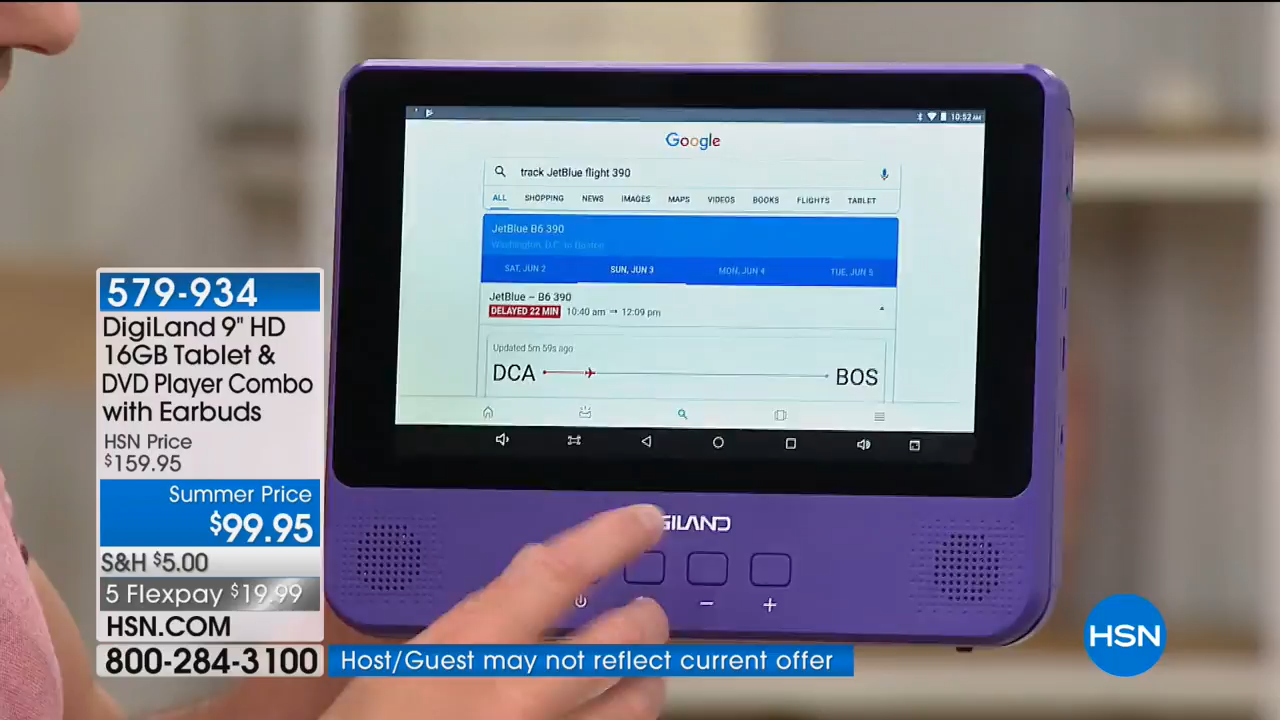 10:52 AM
Google
track JetBlue flight 390
ALL SHOPPING NEWS IMAGES MAPS VIDEOS BOOKS FLIGHTS TABLET
JetBlue B6 390
Washington, D.C. to Boston
SAT, JUN 2 SUN, JUN 3 MON, JUN 4 TUE, JUN 5
JetBlue – B6 390
DELAYED 22 MIN 10:40 am → 12:09 pm
Updated 5m 59s ago
DCA BOS
GILAND
579-934
DigiLand 9" HD
16GB Tablet &
DVD Player Combo
with Earbuds
HSN Price
$159.95
Summer Price
$99.95
S&H $5.00
5 Flexpay $19.99
HSN.COM
800-284-3100
Host/Guest may not reflect current offer
HSN